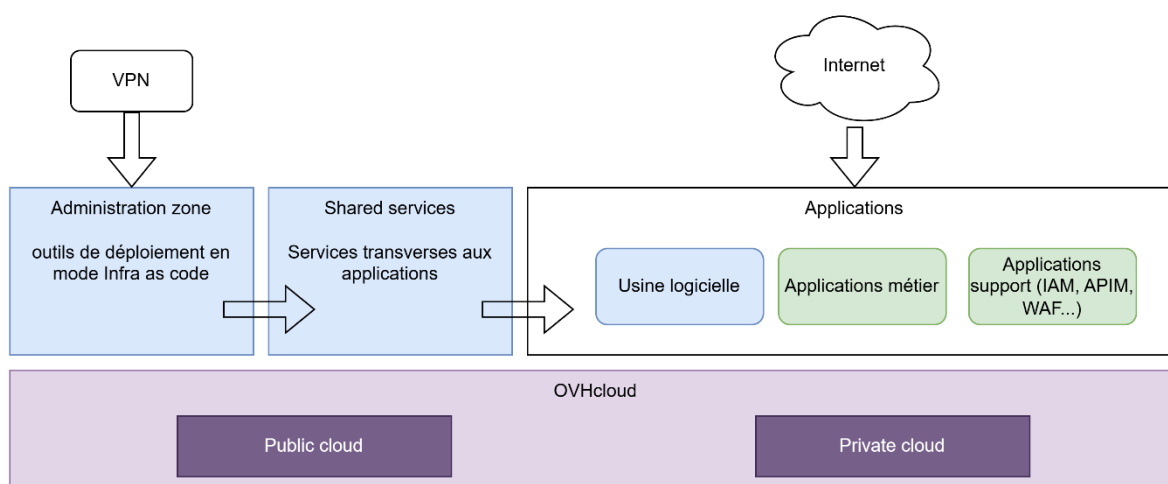 VPN
Internet
Administration zone
outils de déploiement en
mode Infra as code
Shared services
Services transverses aux
applications
Applications
Usine logicielle
Applications métier
Applications
support (IAM, APIM,
WAF...)
OVHcloud
Public cloud
Private cloud